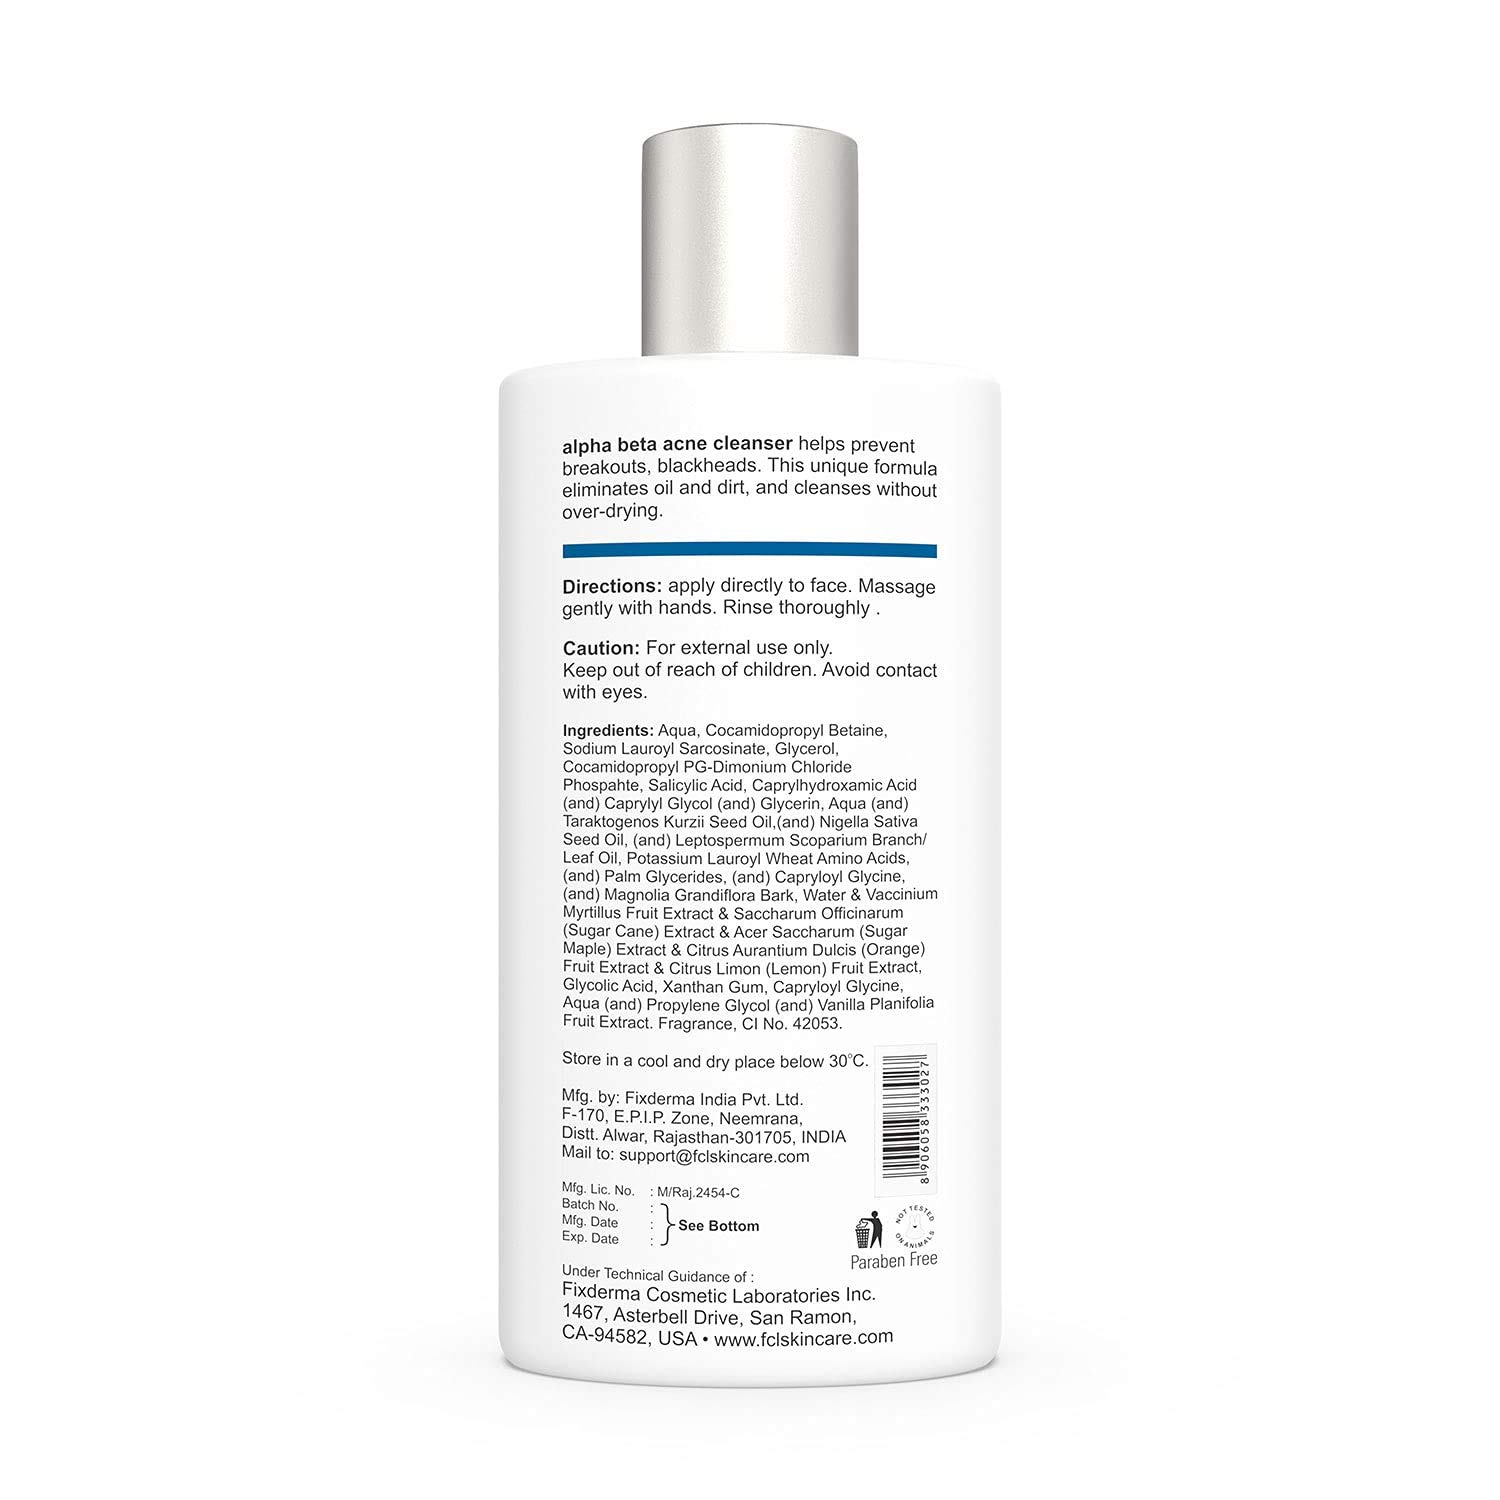 alpha beta acne cleanser helps prevent
breakouts, blackheads. This unique formula
eliminates oil and dirt, and cleanses without
over-drying.
Directions: apply directly to face. Massage
gently with hands. Rinse thoroughly .
Caution: For external use only.
Keep out of reach of children. Avoid contact
with eyes.
Ingredients: Aqua, Cocamidopropyl Betaine,
Sodium Lauroyl Sarcosinate, Glycerol,
Cocamidopropyl PG-Dimonium Chloride
Phospahte, Salicylic Acid, Caprylhydroxamic Acid
(and) Caprylyl Glycol (and) Glycerin, Aqua (and)
Taraktogenos Kurzii Seed Oil,(and) Nigella Sativa
Seed Oil, (and) Leptospermum Scoparium Branch/
Leaf Oil, Potassium Lauroyl Wheat Amino Acids,
(and) Palm Glycerides, (and) Capryloyl Glycine,
(and) Magnolia Grandiflora Bark, Water & Vaccinium
Myrtillus Fruit Extract & Saccharum Officinarum
(Sugar Cane) Extract & Acer Saccharum (Sugar
Maple) Extract & Citrus Aurantium Dulcis (Orange)
Fruit Extract & Citrus Limon (Lemon) Fruit Extract,
Glycolic Acid, Xanthan Gum, Capryloyl Glycine,
Aqua (and) Propylene Glycol (and) Vanilla Planifolia
Fruit Extract. Fragrance, CI No. 42053.
Store in a cool and dry place below 30°C.
8 906058 333027
Mfg. by: Fixderma India Pvt. Ltd.
F-170, E.P.I.P. Zone, Neemrana,
Distt. Alwar, Rajasthan-301705, INDIA
Mail to: support@fclskincare.com
Mfg. Lic. No. : M/Raj.2454-C
Batch No. :
Mfg. Date : See Bottom
Exp. Date :
NOT TESTED
ON ANIMALS
Paraben Free
Under Technical Guidance of :
Fixderma Cosmetic Laboratories Inc.
1467, Asterbell Drive, San Ramon,
CA-94582, USA • www.fclskincare.com